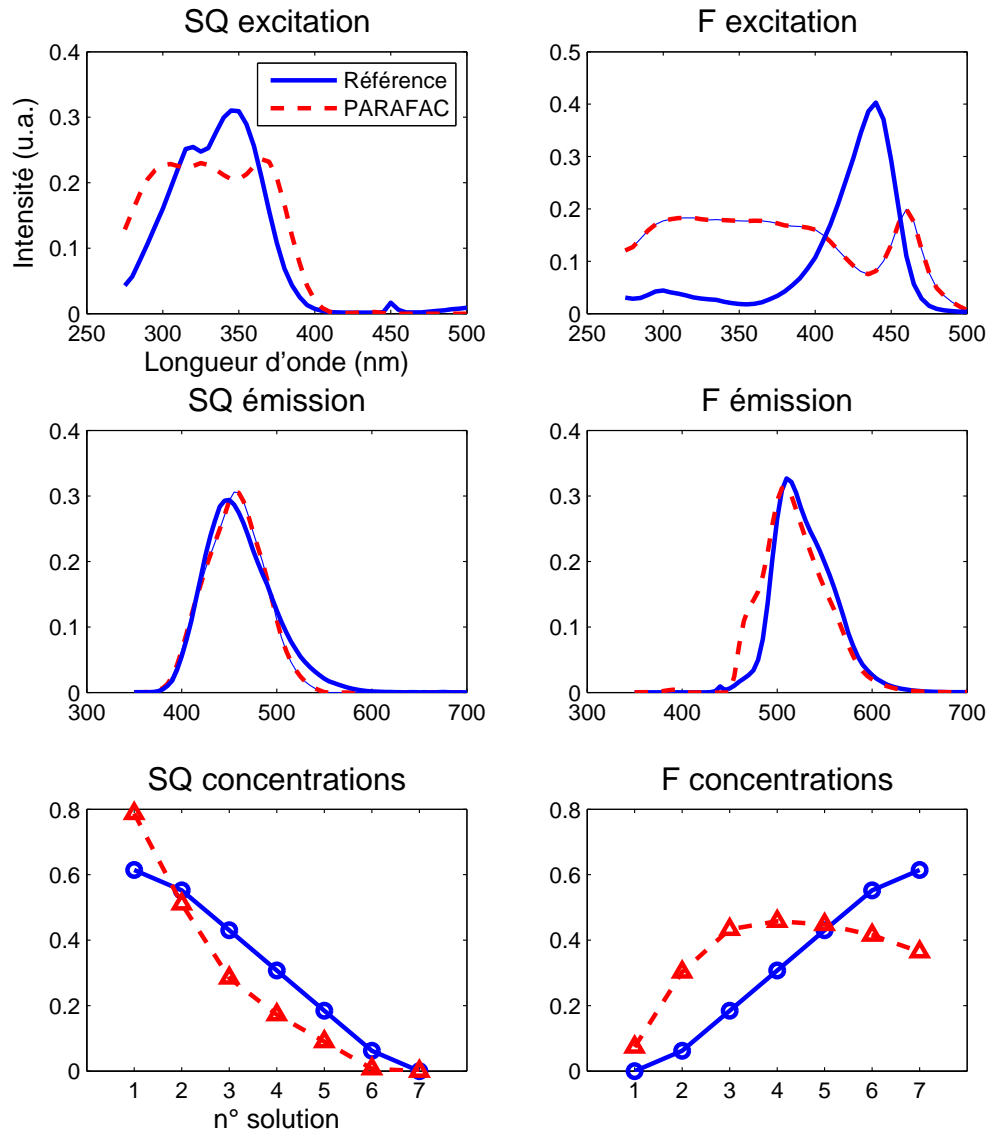 SQ excitation
F excitation
Intensité (u.a.)
0.4
0.3
0.2
0.1
0
250 300 350 400 450 500
Longueur d'onde (nm)
Référence
PARAFAC
0.5
0.4
0.3
0.2
0.1
0
250 300 350 400 450 500
SQ émission
F émission
0.4
0.3
0.2
0.1
0
300 400 500 600 700
0.4
0.3
0.2
0.1
0
300 400 500 600 700
SQ concentrations
F concentrations
0.8
0.6
0.4
0.2
0
1 2 3 4 5 6 7
n° solution
0.8
0.6
0.4
0.2
0
1 2 3 4 5 6 7